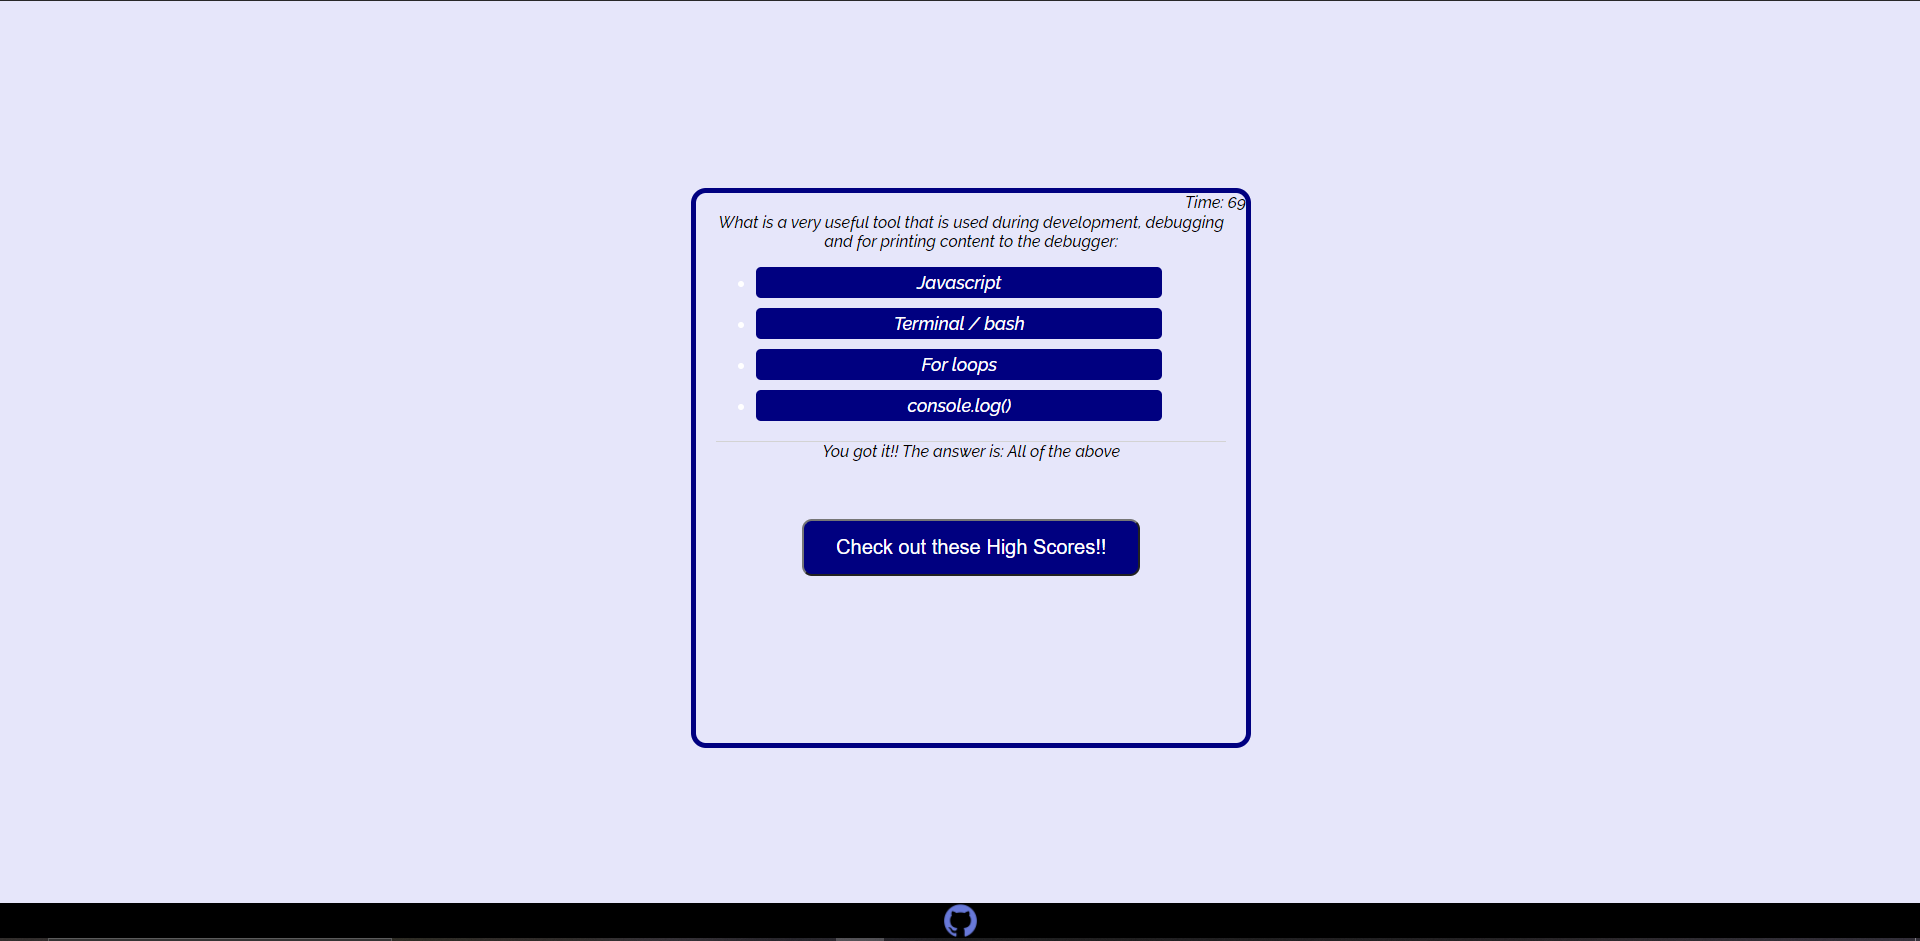 Time: 69
What is a very useful tool that is used during development, debugging
and for printing content to the debugger:
Javascript
Terminal / bash
For loops
console.log()
You got it!! The answer is: All of the above
Check out these High Scores!!